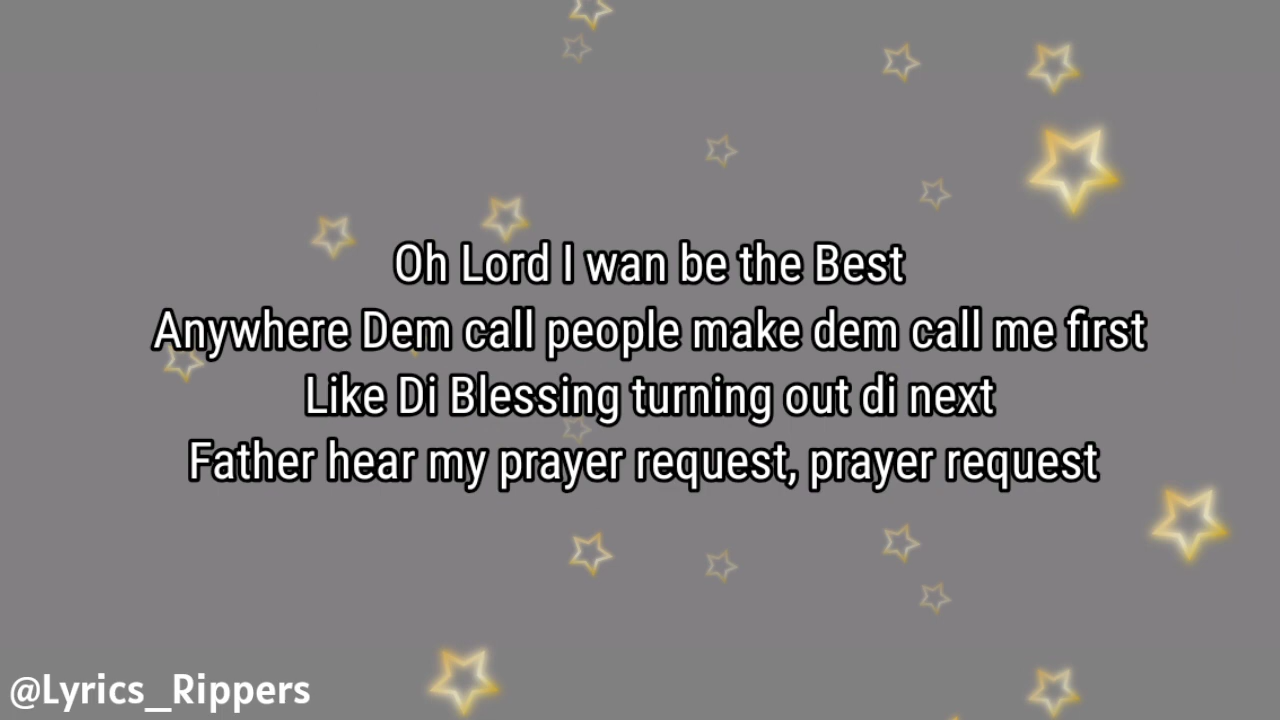 Oh Lord I wan be the Best
Anywhere Dem call people make dem call me first
Like Di Blessing turning out di next
Father hear my prayer request, prayer request
@Lyrics_Rippers